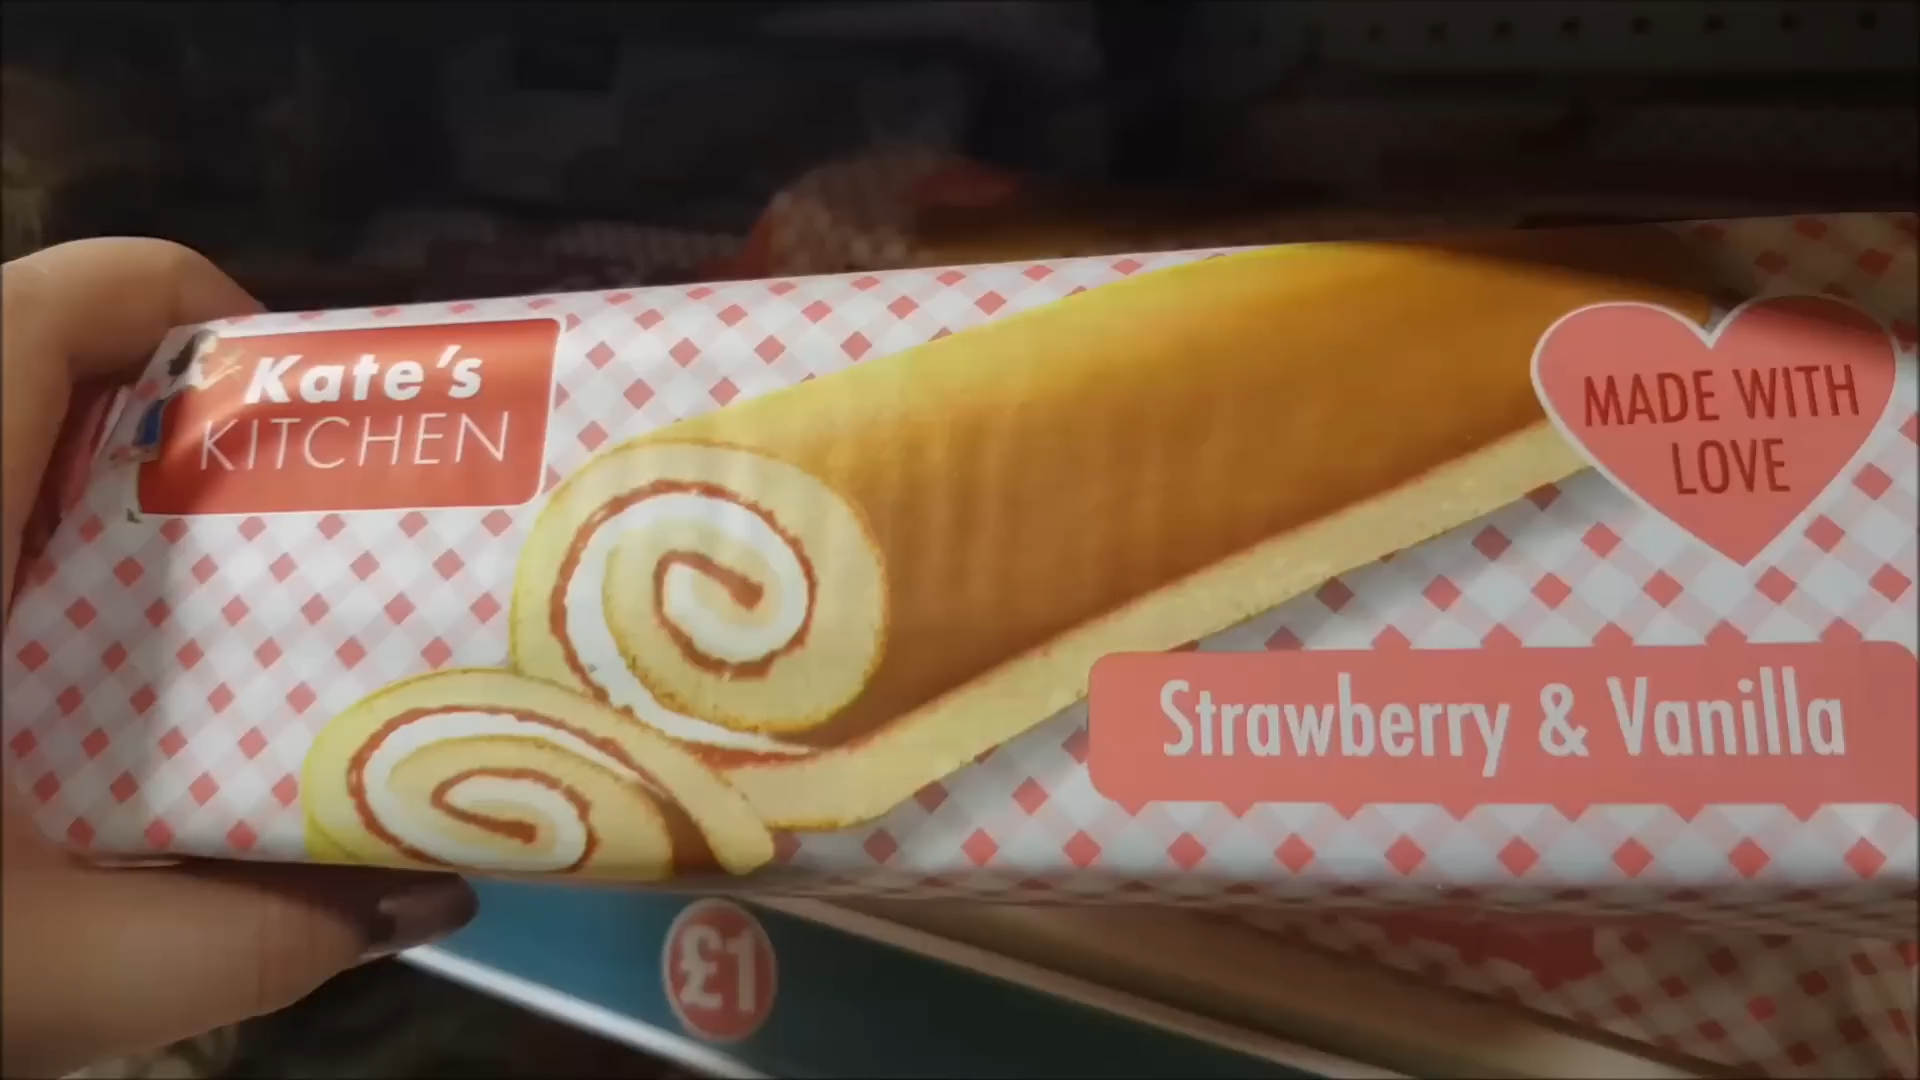 Kate's
KITCHEN
MADE WITH
LOVE
Strawberry & Vanilla
£1